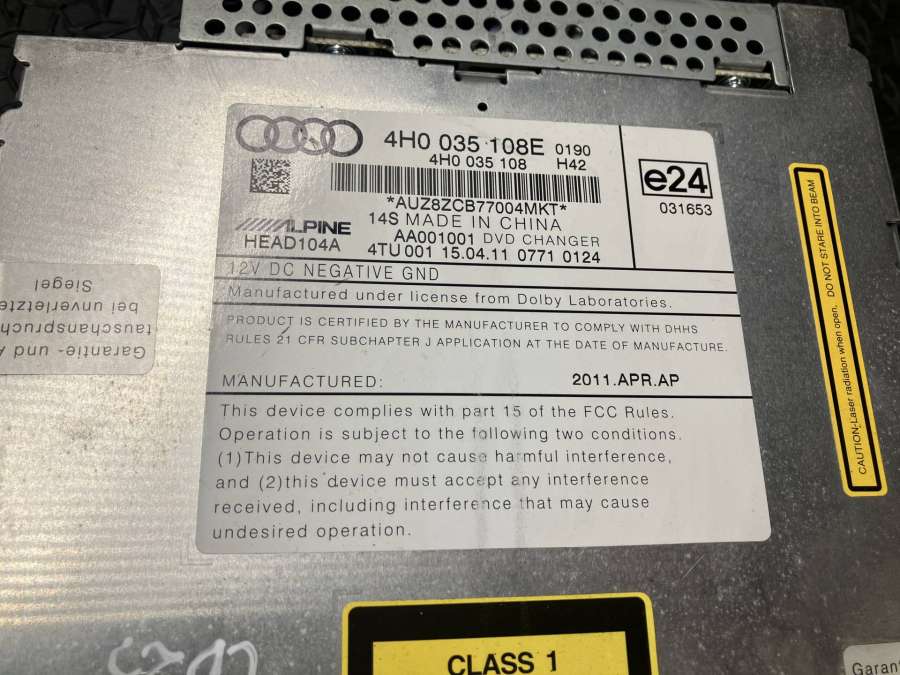 4H0 035 108E 0190
4H0 035 108 H42
*AUZ8ZCB77004MKT*
14S MADE IN CHINA
ALPINE
HEAD104A
AA001001 DVD CHANGER
4TU 001 15.04.11 0771 0124
e24
031653
12V DC NEGATIVE GND
Manufactured under license from Dolby Laboratories.
PRODUCT IS CERTIFIED BY THE MANUFACTURER TO COMPLY WITH DHHS
RULES 21 CFR SUBCHAPTER J APPLICATION AT THE DATE OF MANUFACTURE.
MANUFACTURED: 2011.APR.AP
This device complies with part 15 of the FCC Rules.
Operation is subject to the following two conditions.
(1)This device may not cause harmful interference,
and (2)this device must accept any interference
received, including interference that may cause
undesired operation.
CAUTION-Laser radiation when open. DO NOT STARE INTO BEAM
Garantie- und A
tauschanspruch
bei unverletzte
Siegel
CLASS 1
Garan